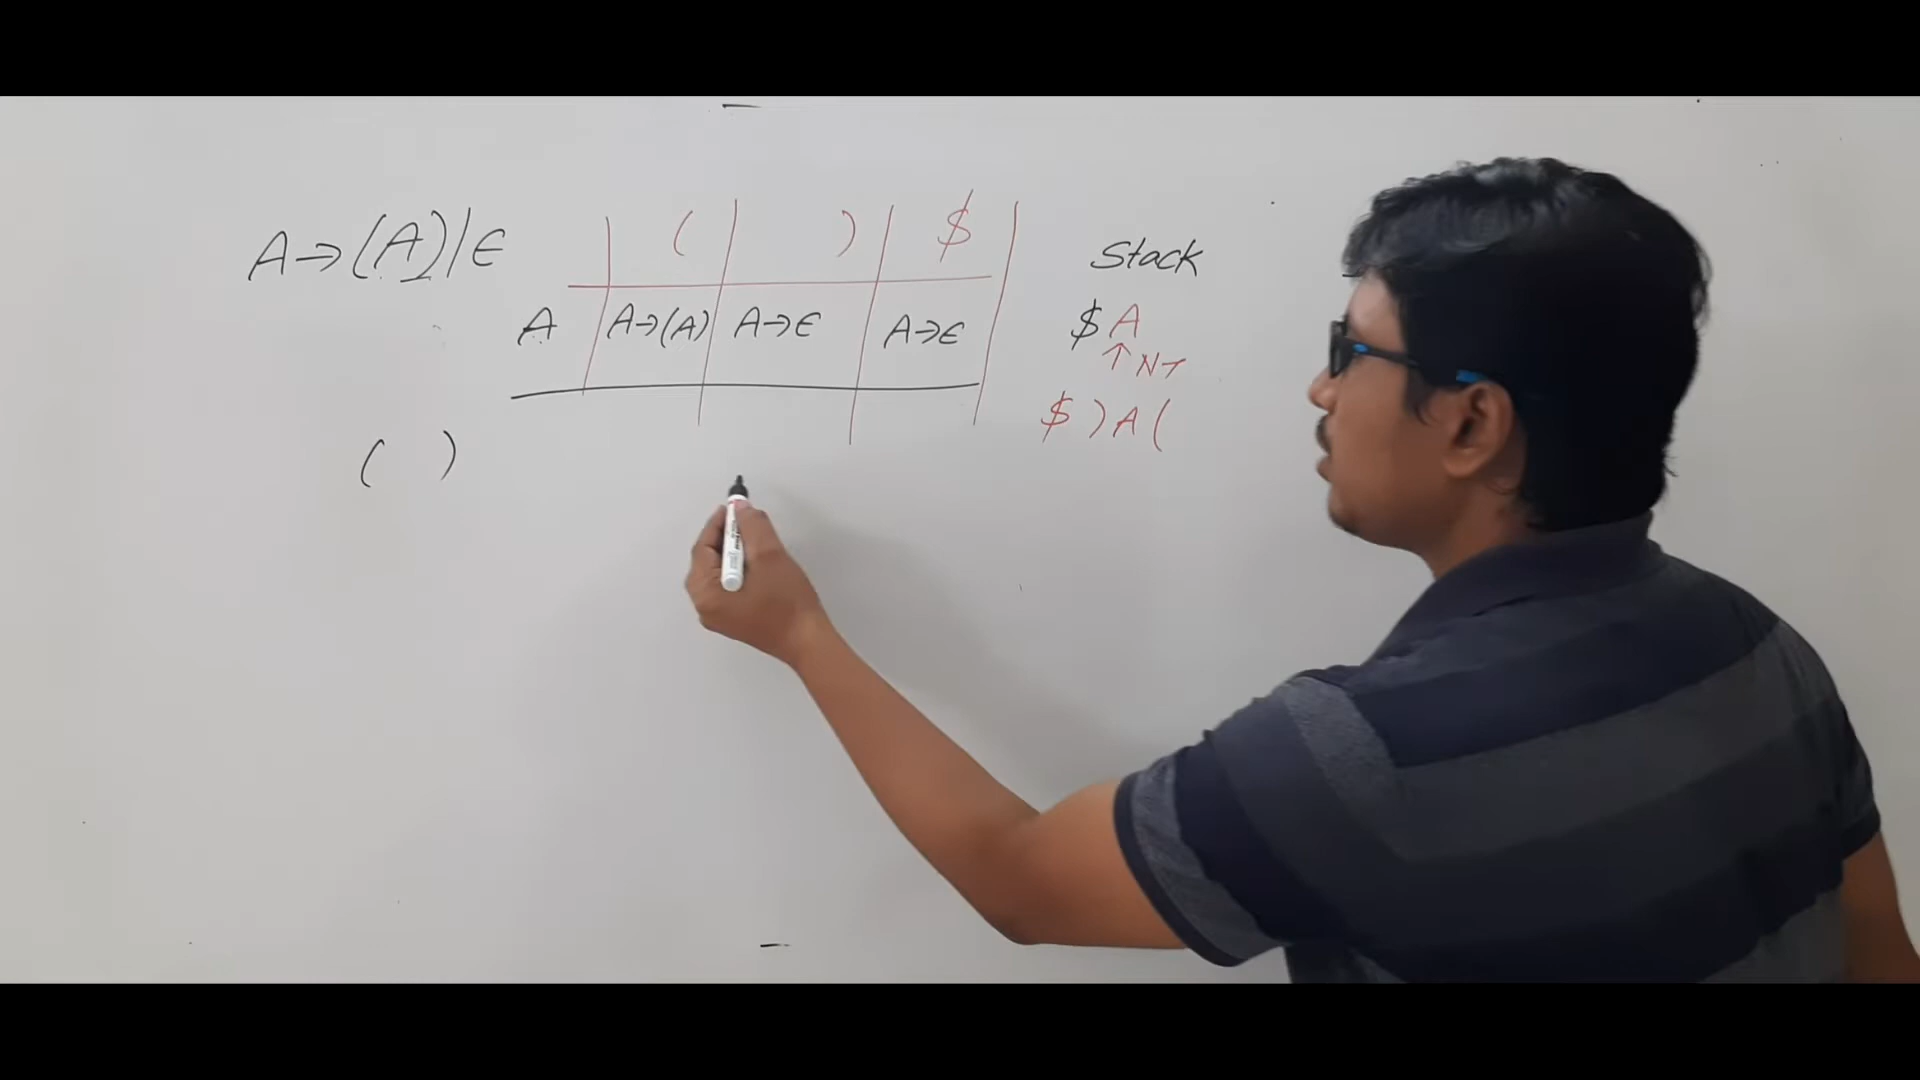 A→(A)|ϵ
( ) $
A A→(A) A→ϵ A→ϵ
Stack
$A
↑NT
$)A(
( )